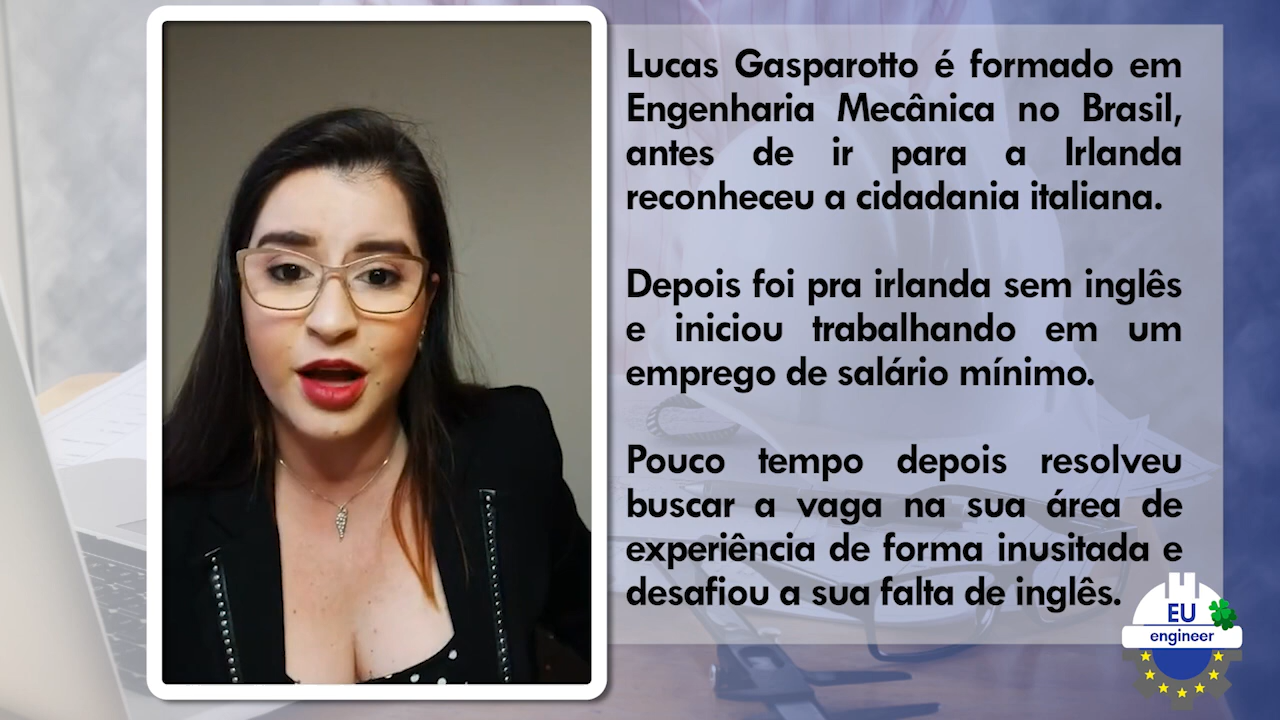 Lucas Gasparotto é formado em
Engenharia Mecânica no Brasil,
antes de ir para a Irlanda
reconheceu a cidadania italiana.
Depois foi pra irlanda sem inglês
e iniciou trabalhando em um
emprego de salário mínimo.
Pouco tempo depois resolveu
buscar a vaga na sua área de
experiência de forma inusitada e
desafiou a sua falta de inglês.
EU
engineer